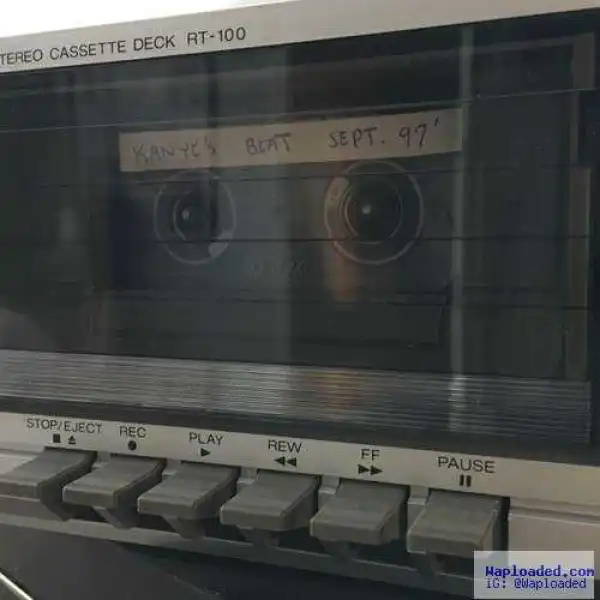 STEREO CASSETTE DECK RT-100
KANYE'S BEAT SEPT. 97'
STOP/EJECT REC PLAY REW FF PAUSE
Waploaded.com
IG: @Waploaded